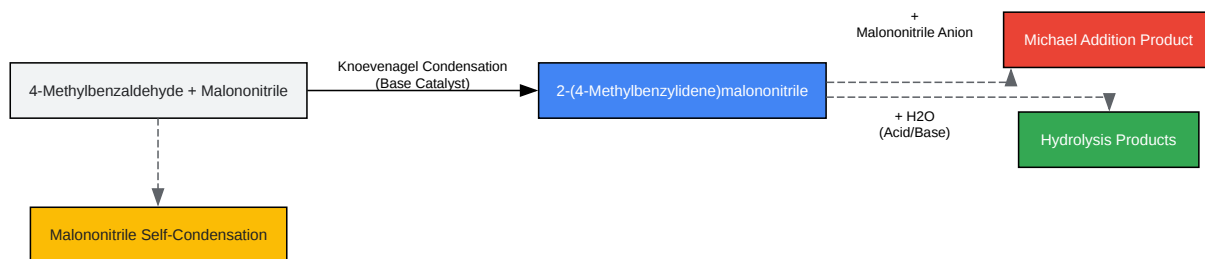 +
Malononitrile Anion
Michael Addition Product
Knoevenagel Condensation
(Base Catalyst)
4-Methylbenzaldehyde + Malononitrile
2-(4-Methylbenzylidene)malononitrile
+ H2O
(Acid/Base)
Hydrolysis Products
Malononitrile Self-Condensation